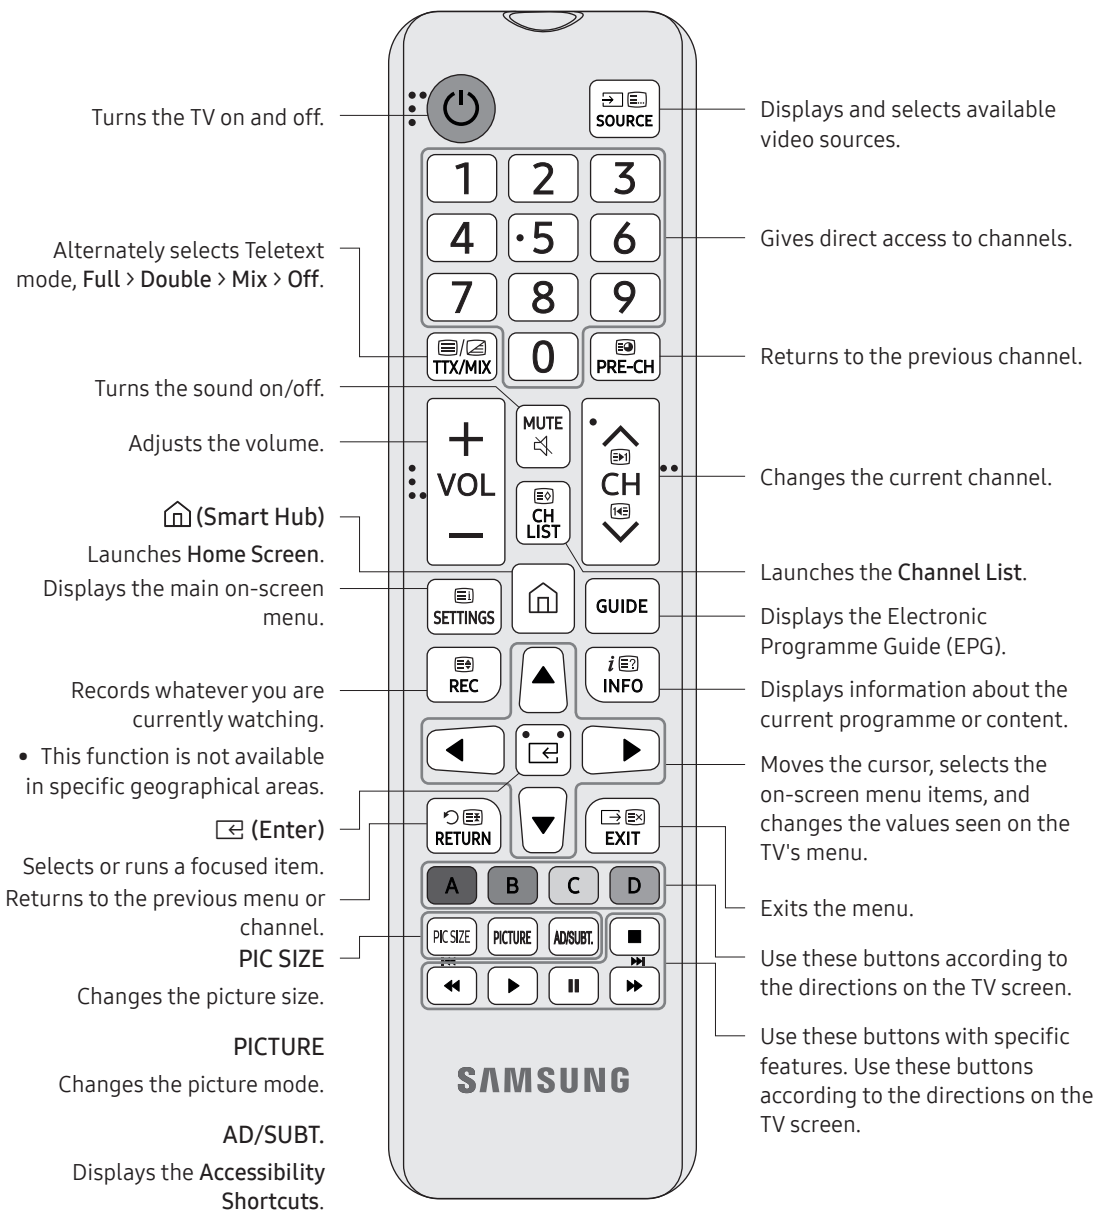 Turns the TV on and off.
Alternately selects Teletext
mode, Full > Double > Mix > Off.
Turns the sound on/off.
Adjusts the volume.
(Smart Hub)
Launches Home Screen.
Displays the main on-screen
menu.
Records whatever you are
currently watching.
• This function is not available
in specific geographical areas.
(Enter)
Selects or runs a focused item.
Returns to the previous menu or
channel.
PIC SIZE
Changes the picture size.
PICTURE
Changes the picture mode.
AD/SUBT.
Displays the Accessibility
Shortcuts.
SOURCE
1 2 3
4 5 6
7 8 9
TTX/MIX 0 PRE-CH
MUTE
VOL CH
CH
LIST
SETTINGS GUIDE
REC INFO
RETURN EXIT
A B C D
PIC SIZE PICTURE AD/SUBT.
SAMSUNG
Displays and selects available
video sources.
Gives direct access to channels.
Returns to the previous channel.
Changes the current channel.
Launches the Channel List.
Displays the Electronic
Programme Guide (EPG).
Displays information about the
current programme or content.
Moves the cursor, selects the
on-screen menu items, and
changes the values seen on the
TV's menu.
Exits the menu.
Use these buttons according to
the directions on the TV screen.
Use these buttons with specific
features. Use these buttons
according to the directions on the
TV screen.